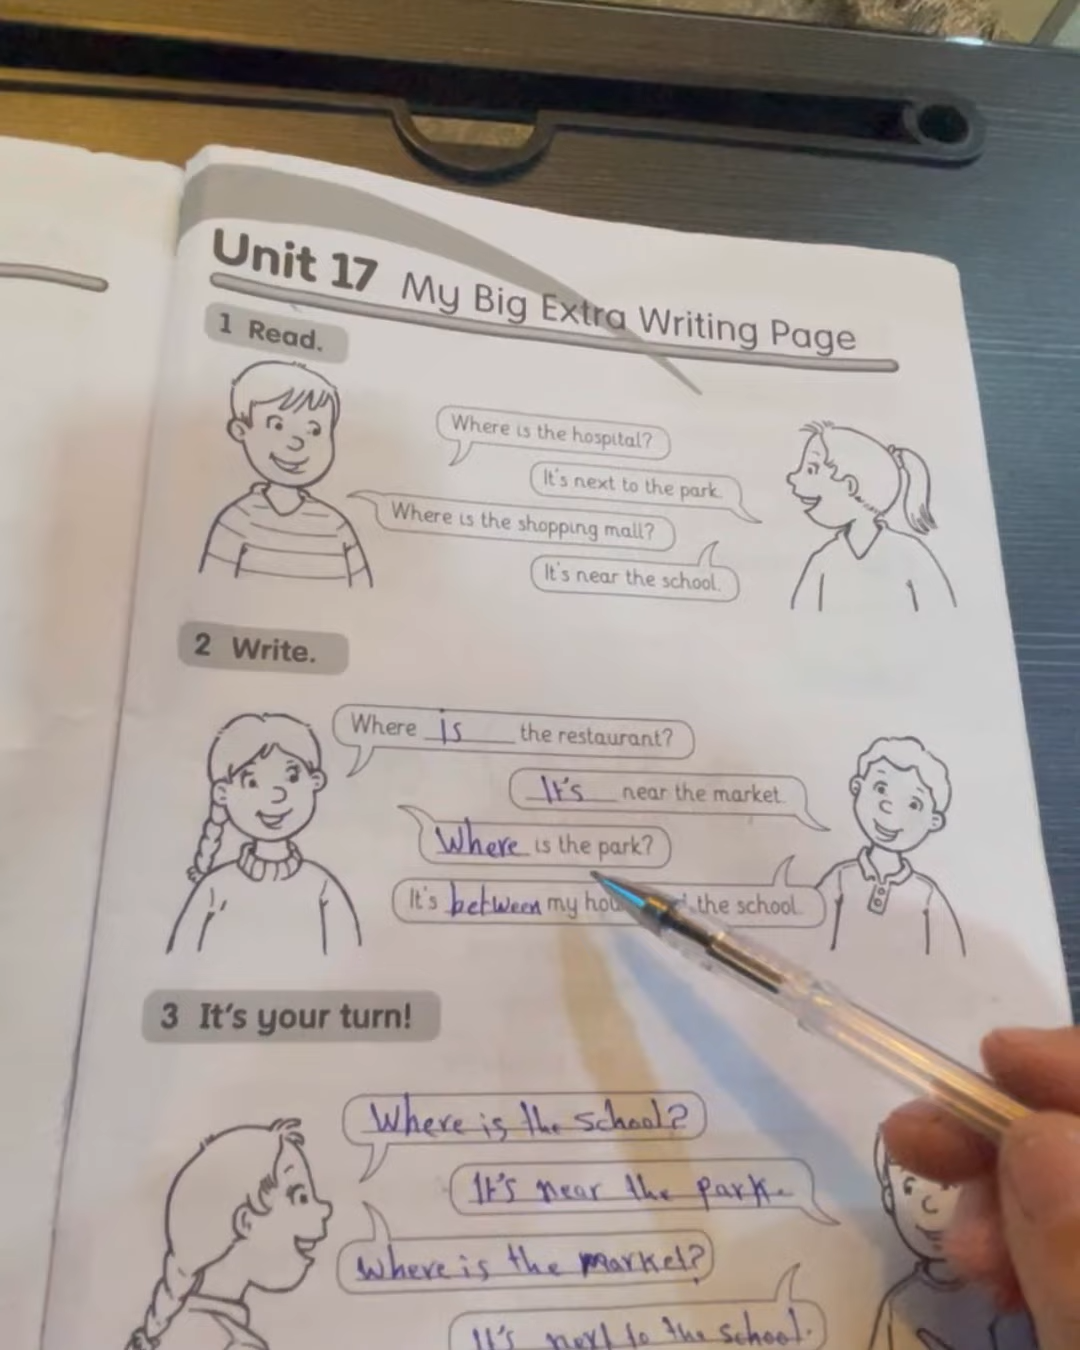 Unit 17 My Big Extra Writing Page
1 Read.
Where is the hospital?
It's next to the park.
Where is the shopping mall?
It's near the school.
2 Write.
Where is the restaurant?
It's near the market.
Where is the park?
It's between my the school.
3 It's your turn!
Where is the school?
It's near the park.
Where is the market?
It's next to the school.